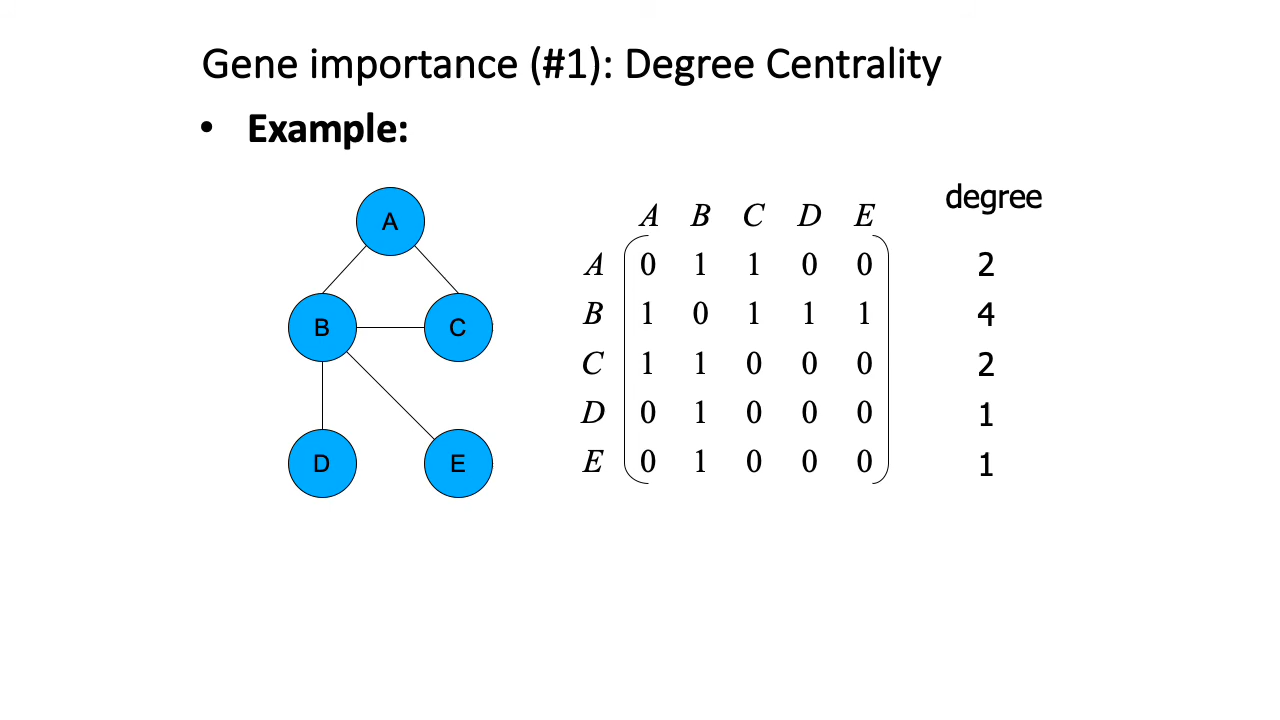 Gene importance (#1): Degree Centrality
• Example:
A
B
C
D
E
A B C D E
degree
A 0 1 1 0 0 2
B 1 0 1 1 1 4
C 1 1 0 0 0 2
D 0 1 0 0 0 1
E 0 1 0 0 0 1